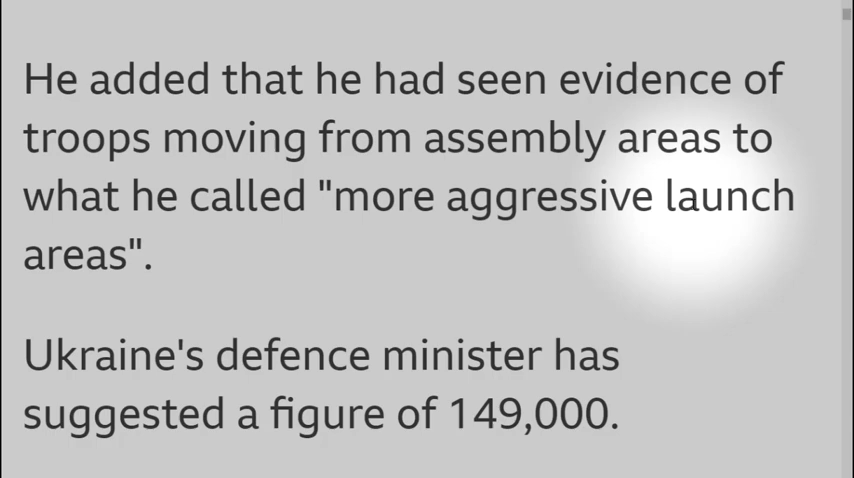 He added that he had seen evidence of
troops moving from assembly areas to
what he called "more aggressive launch
areas".
Ukraine's defence minister has
suggested a figure of 149,000.